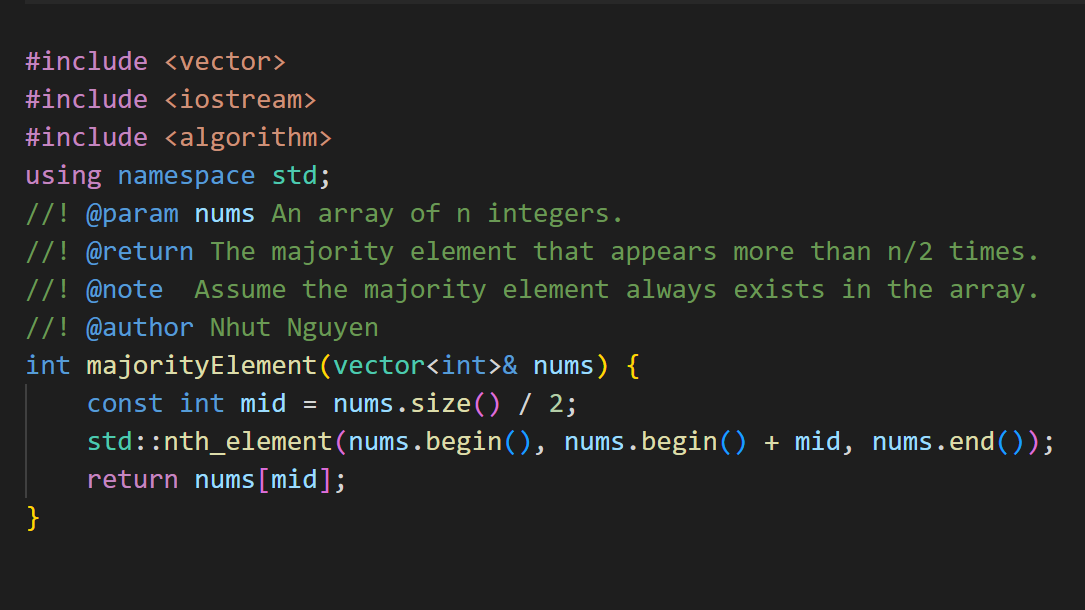 #include <vector>
#include <iostream>
#include <algorithm>
using namespace std;
//! @param nums An array of n integers.
//! @return The majority element that appears more than n/2 times.
//! @note  Assume the majority element always exists in the array.
//! @author Nhut Nguyen
int majorityElement(vector<int>& nums) {
    const int mid = nums.size() / 2;
    std::nth_element(nums.begin(), nums.begin() + mid, nums.end());
    return nums[mid];
}